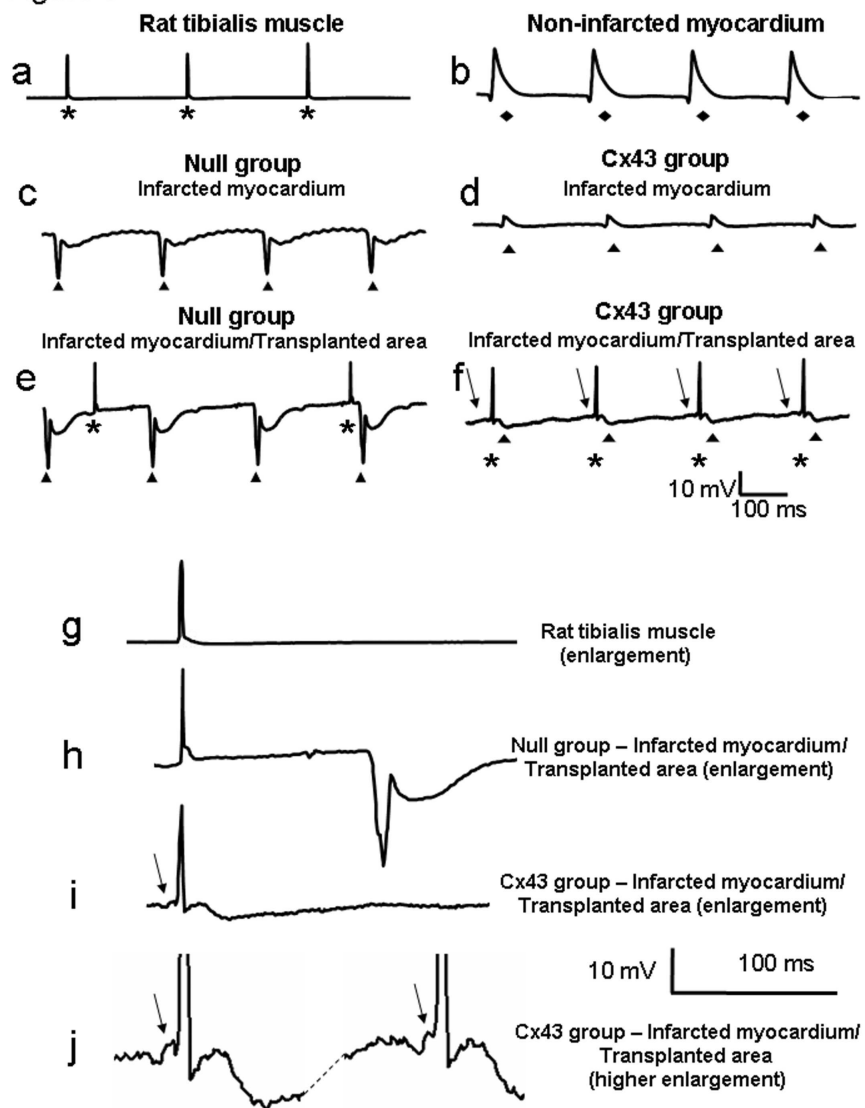 Rat tibialis muscle
Non-infarcted myocardium
a
* * *
b
Null group
Infarcted myocardium
c
Cx43 group
Infarcted myocardium
d
Null group
Infarcted myocardium/Transplanted area
e
* *
Cx43 group
Infarcted myocardium/Transplanted area
f
* * * *
10 mV
100 ms
g
Rat tibialis muscle
(enlargement)
h
Null group – Infarcted myocardium/
Transplanted area (enlargement)
i
Cx43 group – Infarcted myocardium/
Transplanted area (enlargement)
10 mV
100 ms
j
Cx43 group – Infarcted myocardium/
Transplanted area
(higher enlargement)